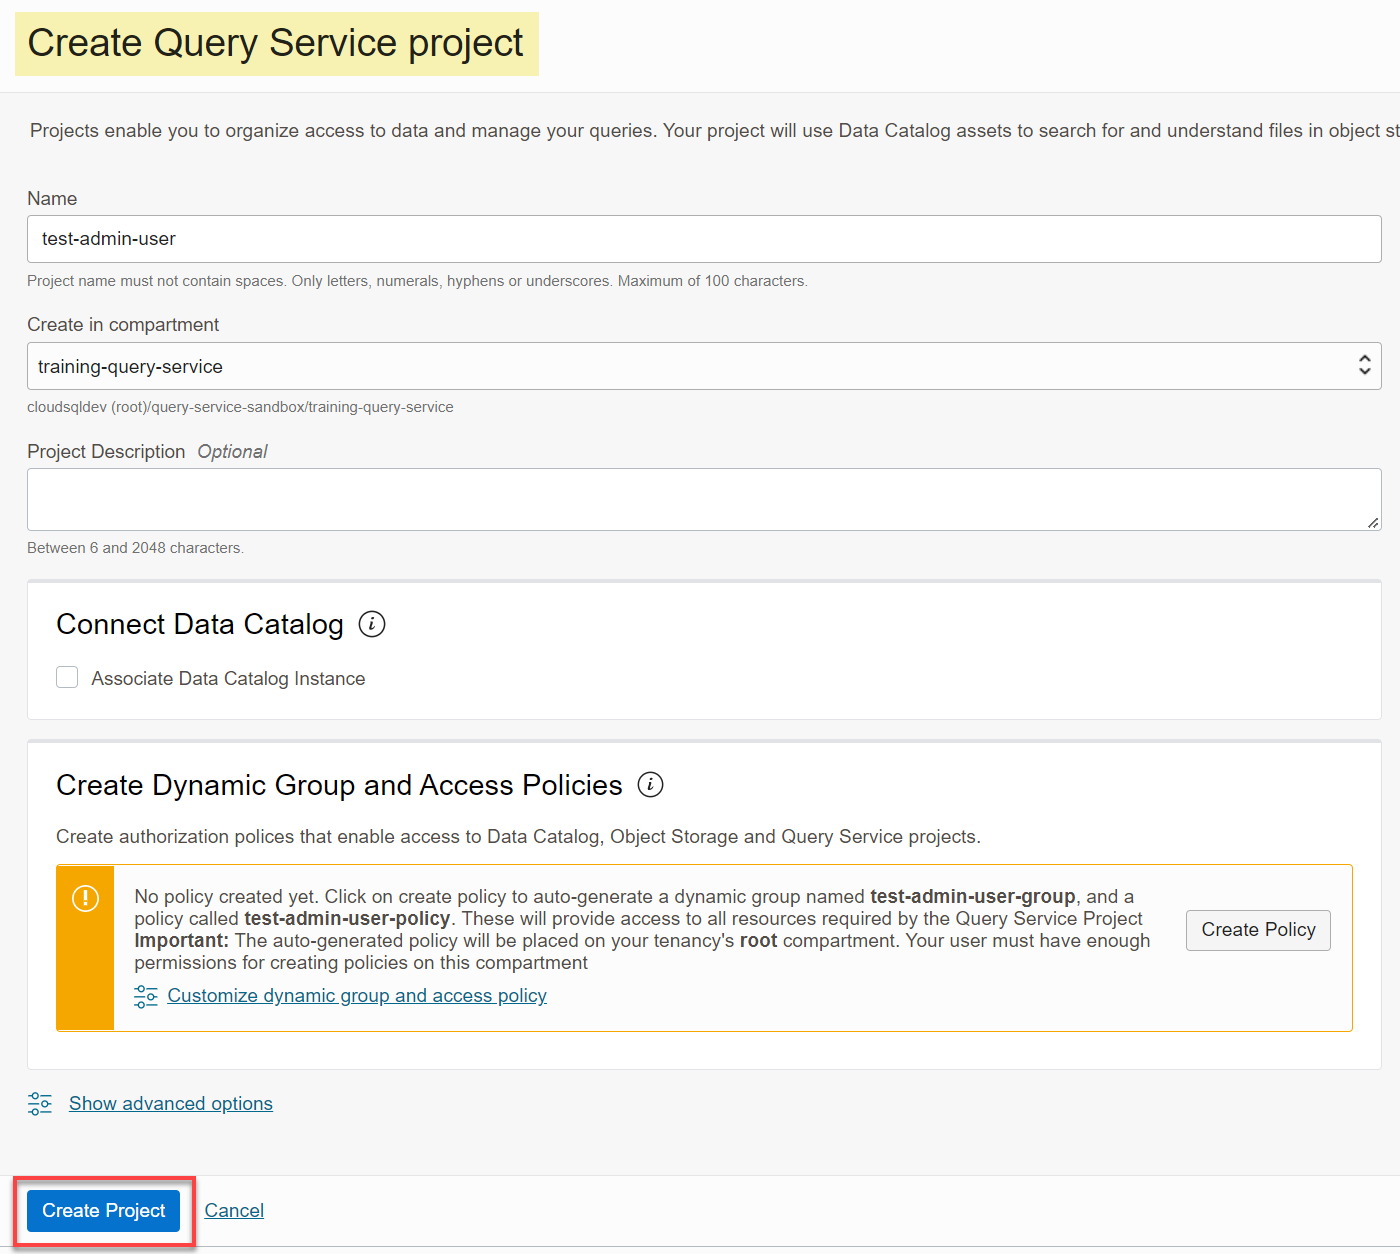 Create Query Service project
Projects enable you to organize access to data and manage your queries. Your project will use Data Catalog assets to search for and understand files in object st
Name
test-admin-user
Project name must not contain spaces. Only letters, numerals, hyphens or underscores. Maximum of 100 characters.
Create in compartment
training-query-service
cloudsqldev (root)/query-service-sandbox/training-query-service
Project Description Optional
Between 6 and 2048 characters.
Connect Data Catalog
Associate Data Catalog Instance
Create Dynamic Group and Access Policies
Create authorization polices that enable access to Data Catalog, Object Storage and Query Service projects.
No policy created yet. Click on create policy to auto-generate a dynamic group named test-admin-user-group, and a
policy called test-admin-user-policy. These will provide access to all resources required by the Query Service Project
Important: The auto-generated policy will be placed on your tenancy's root compartment. Your user must have enough
permissions for creating policies on this compartment
Create Policy
Customize dynamic group and access policy
Show advanced options
Create Project Cancel